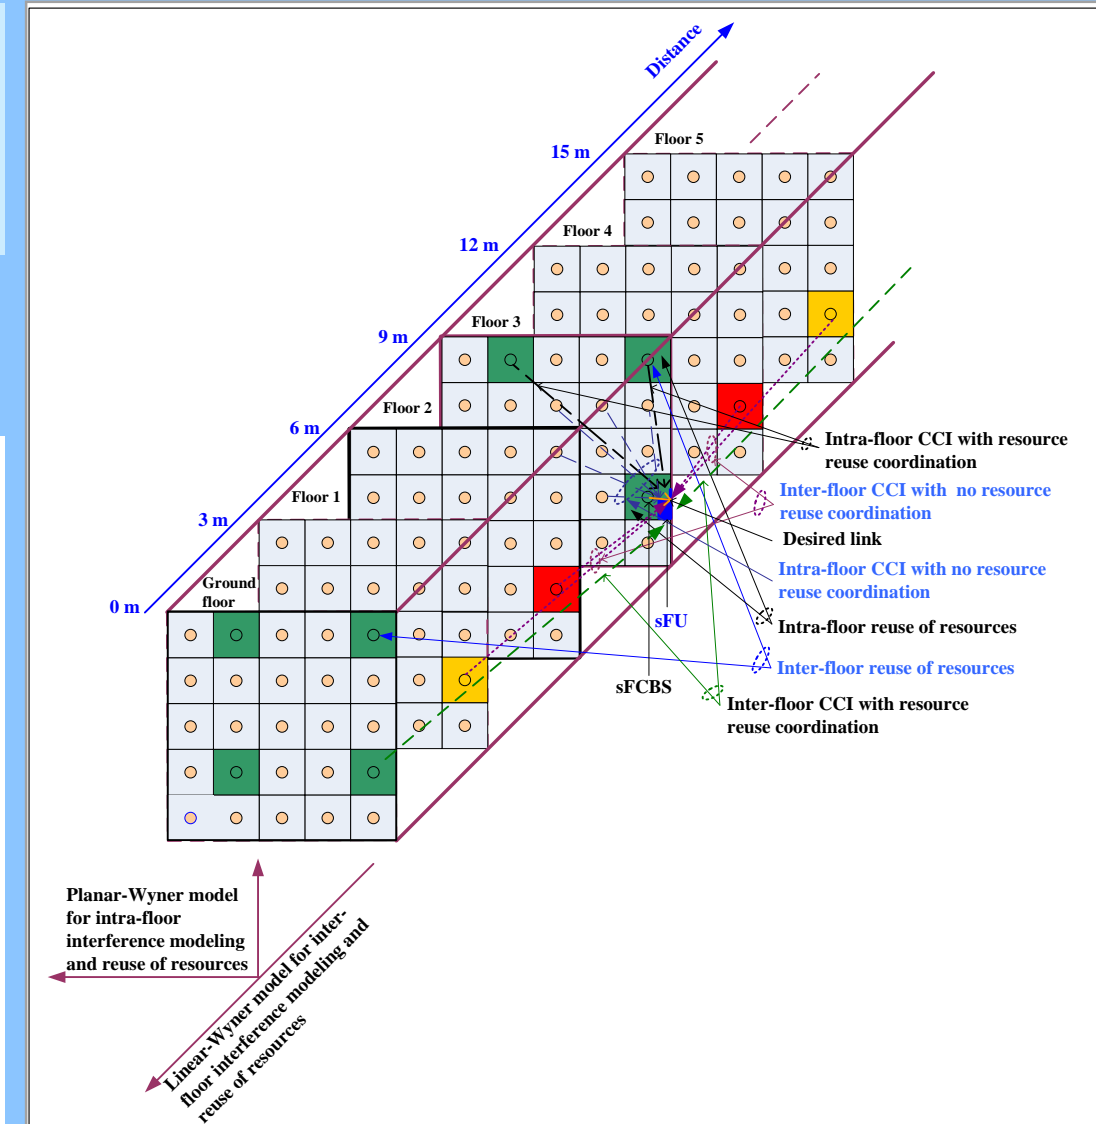 Distance
Floor 5
15 m
Floor 4
12 m
Floor 3
9 m
Floor 2
6 m
Floor 1
3 m
Ground
floor
0 m
Intra-floor CCI with resource
reuse coordination
Inter-floor CCI with no resource
reuse coordination
Desired link
Intra-floor CCI with no resource
reuse coordination
sFU
Intra-floor reuse of resources
Inter-floor reuse of resources
sFCBS
Inter-floor CCI with resource
reuse coordination
Planar-Wyner model
for intra-floor
interference modeling
and reuse of resources
Linear-Wyner model for inter-
floor interference modeling and
reuse of resources